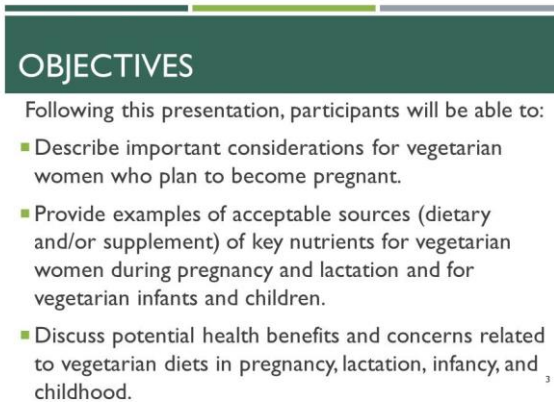 OBJECTIVES
Following this presentation, participants will be able to:
Describe important considerations for vegetarian
women who plan to become pregnant.
Provide examples of acceptable sources (dietary
and/or supplement) of key nutrients for vegetarian
women during pregnancy and lactation and for
vegetarian infants and children.
Discuss potential health benefits and concerns related
to vegetarian diets in pregnancy, lactation, infancy, and
childhood.
3